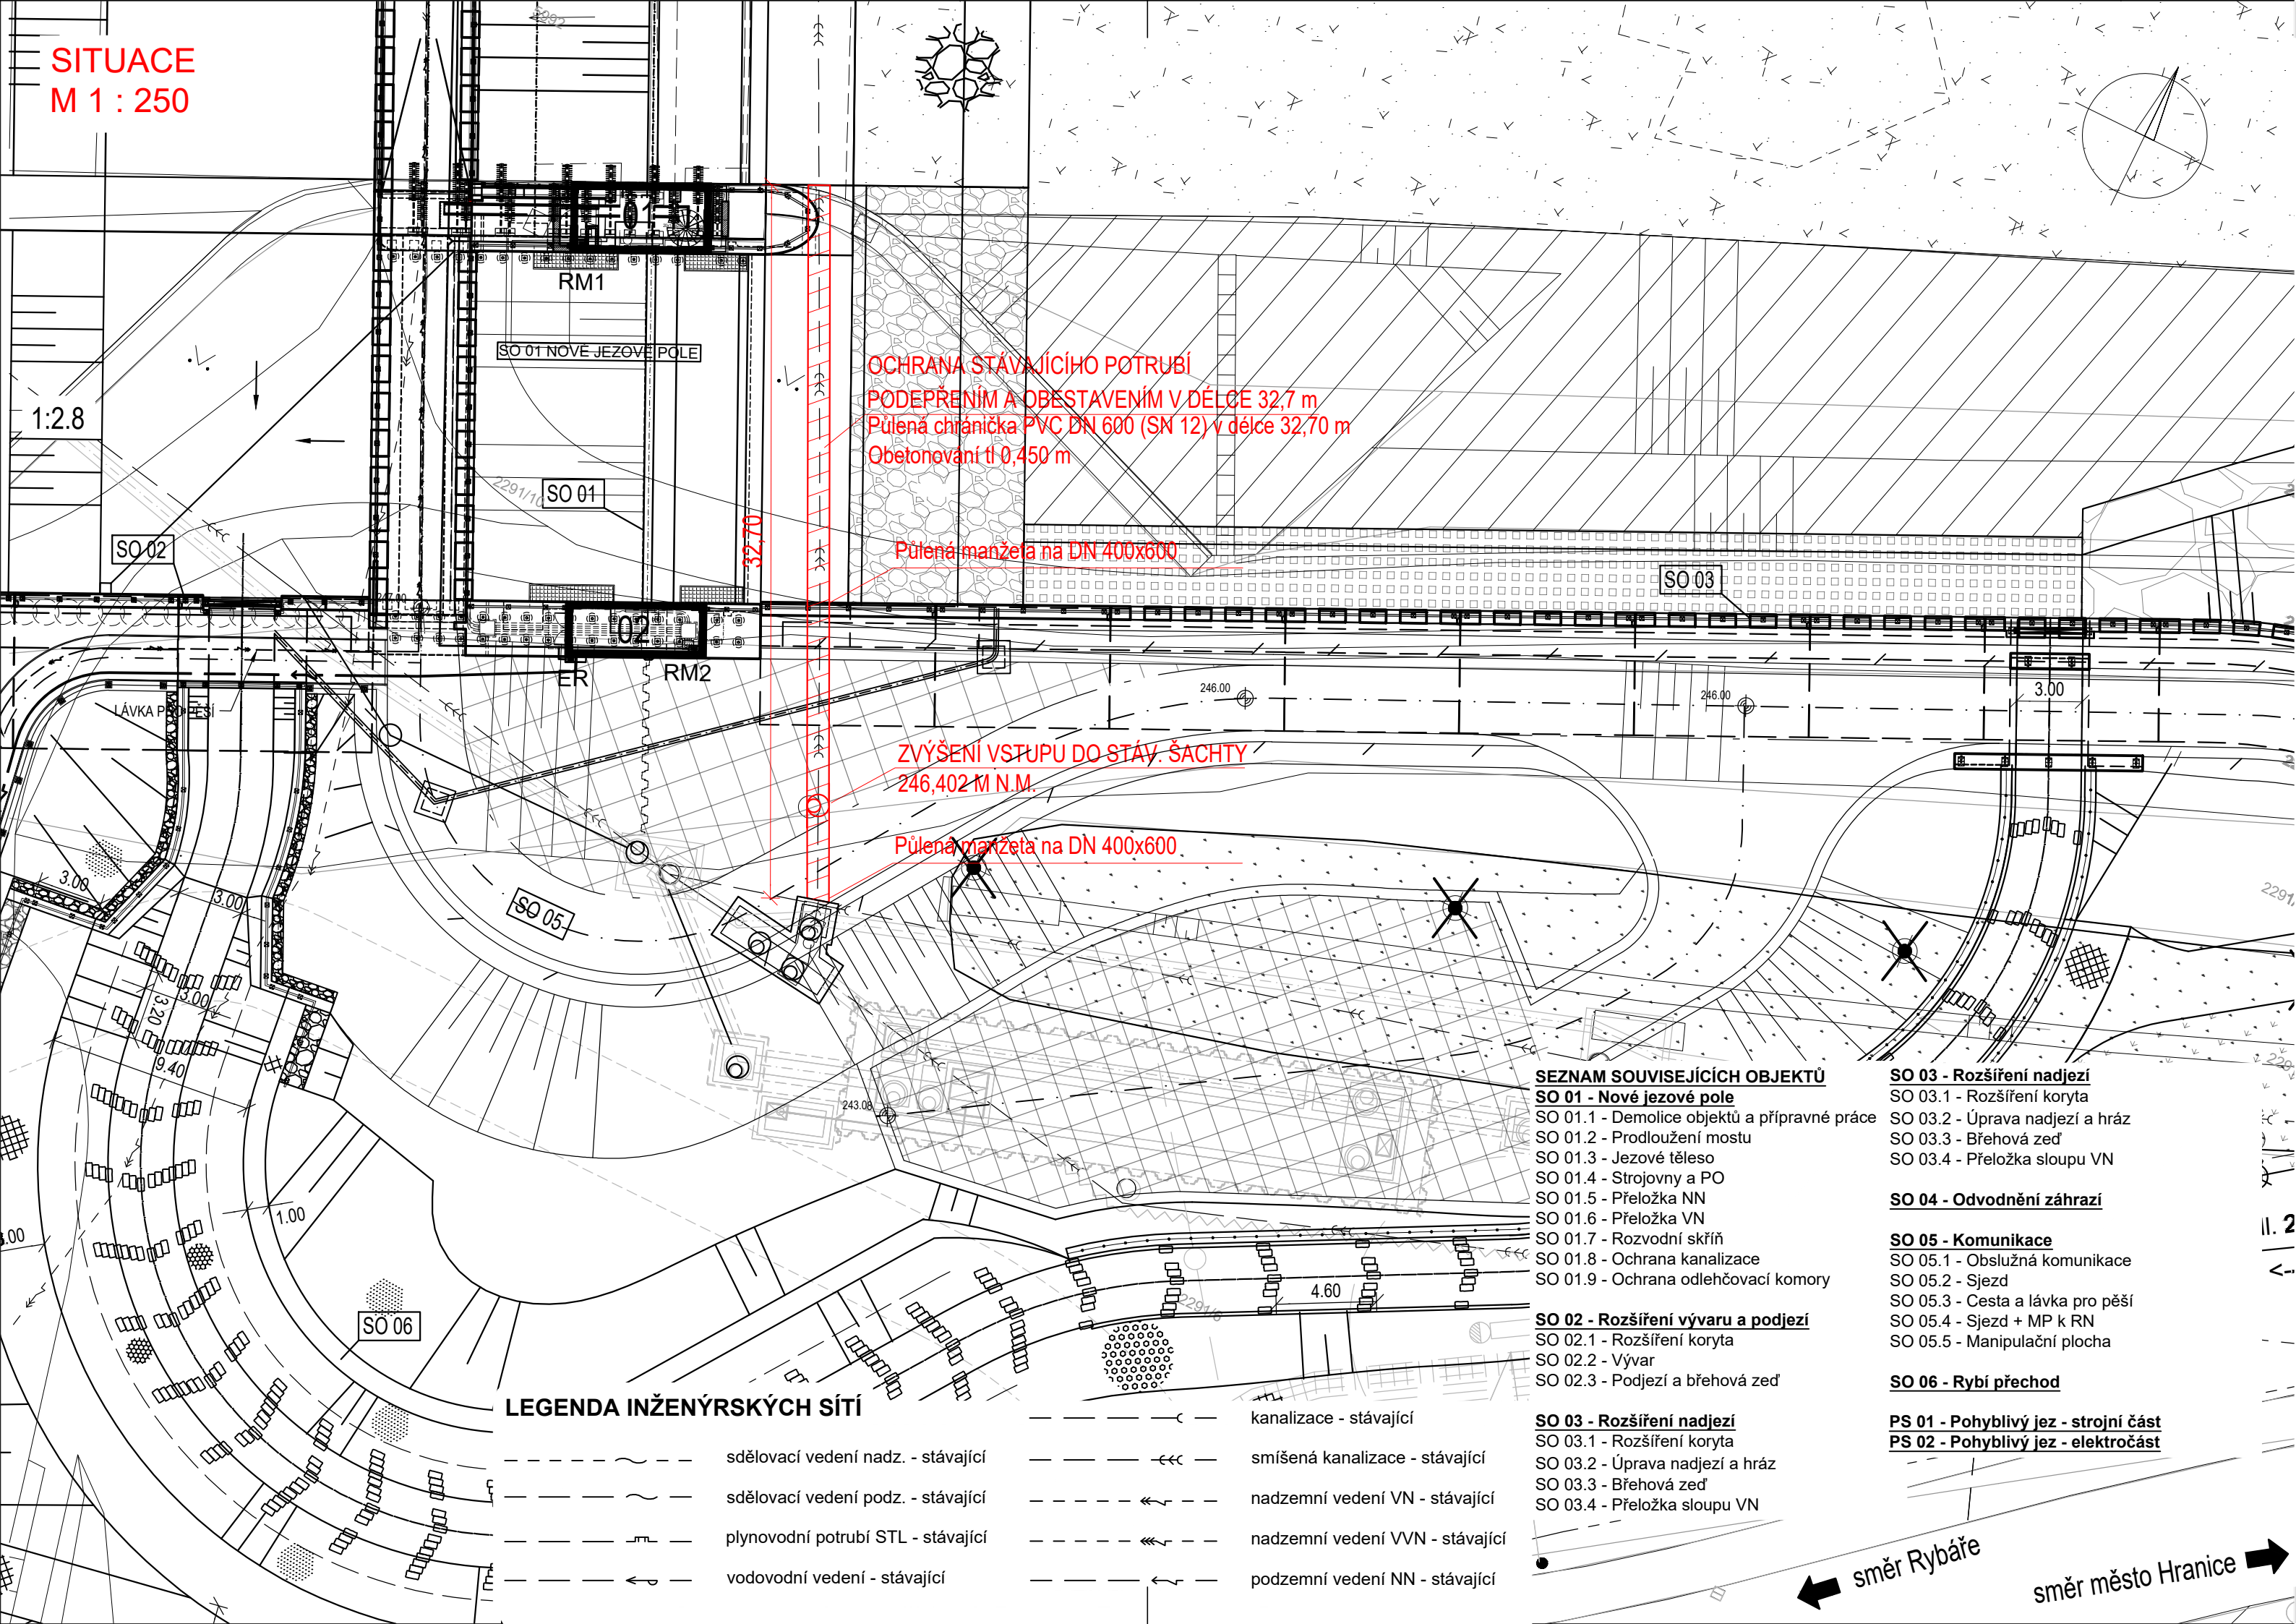 SITUACE
M 1 : 250
5992
01
RM1
SO 01 NOVÉ JEZOVÉ POLE
1:2.8
OCHRANA STÁVAJÍCÍHO POTRUBÍ
PODEPŘENÍM A OBESTAVENÍM V DÉLCE 32,7 m
Půlená chránička PVC DN 600 (SN 12) v délce 32,70 m
Obetonování tl 0,450 m
2291/10
SO 01
SO 02
32,70
Půlená manžeta na DN 400x600
SO 03
247.00
02
ER
RM2
246.00
246.00
3.00
LÁVKA PRO PĚŠÍ
ZVÝŠENÍ VSTUPU DO STÁV. ŠACHTY
246,402 M N.M.
Půlená manžeta na DN 400x600
3.00
3.00
SO 05
3.00
3.20
9.40
243.08
1.00
3.00
SO 06
2291/6
4.60
SEZNAM SOUVISEJÍCÍCH OBJEKTŮ
SO 01 - Nové jezové pole
SO 01.1 - Demolice objektů a přípravné práce
SO 01.2 - Prodloužení mostu
SO 01.3 - Jezové těleso
SO 01.4 - Strojovny a PO
SO 01.5 - Přeložka NN
SO 01.6 - Přeložka VN
SO 01.7 - Rozvodní skříň
SO 01.8 - Ochrana kanalizace
SO 01.9 - Ochrana odlehčovací komory
SO 02 - Rozšíření vývaru a podjezí
SO 02.1 - Rozšíření koryta
SO 02.2 - Vývar
SO 02.3 - Podjezí a břehová zeď
SO 03 - Rozšíření nadjezí
SO 03.1 - Rozšíření koryta
SO 03.2 - Úprava nadjezí a hráz
SO 03.3 - Břehová zeď
SO 03.4 - Přeložka sloupu VN
SO 03 - Rozšíření nadjezí
SO 03.1 - Rozšíření koryta
SO 03.2 - Úprava nadjezí a hráz
SO 03.3 - Břehová zeď
SO 03.4 - Přeložka sloupu VN
SO 04 - Odvodnění záhrazí
SO 05 - Komunikace
SO 05.1 - Obslužná komunikace
SO 05.2 - Sjezd
SO 05.3 - Cesta a lávka pro pěší
SO 05.4 - Sjezd + MP k RN
SO 05.5 - Manipulační plocha
SO 06 - Rybí přechod
PS 01 - Pohyblivý jez - strojní část
PS 02 - Pohyblivý jez - elektročást
LEGENDA INŽENÝRSKÝCH SÍTÍ
sdělovací vedení nadz. - stávající
sdělovací vedení podz. - stávající
plynovodní potrubí STL - stávající
vodovodní vedení - stávající
kanalizace - stávající
smíšená kanalizace - stávající
nadzemní vedení VN - stávající
nadzemní vedení VVN - stávající
podzemní vedení NN - stávající
směr Rybáře
směr město Hranice